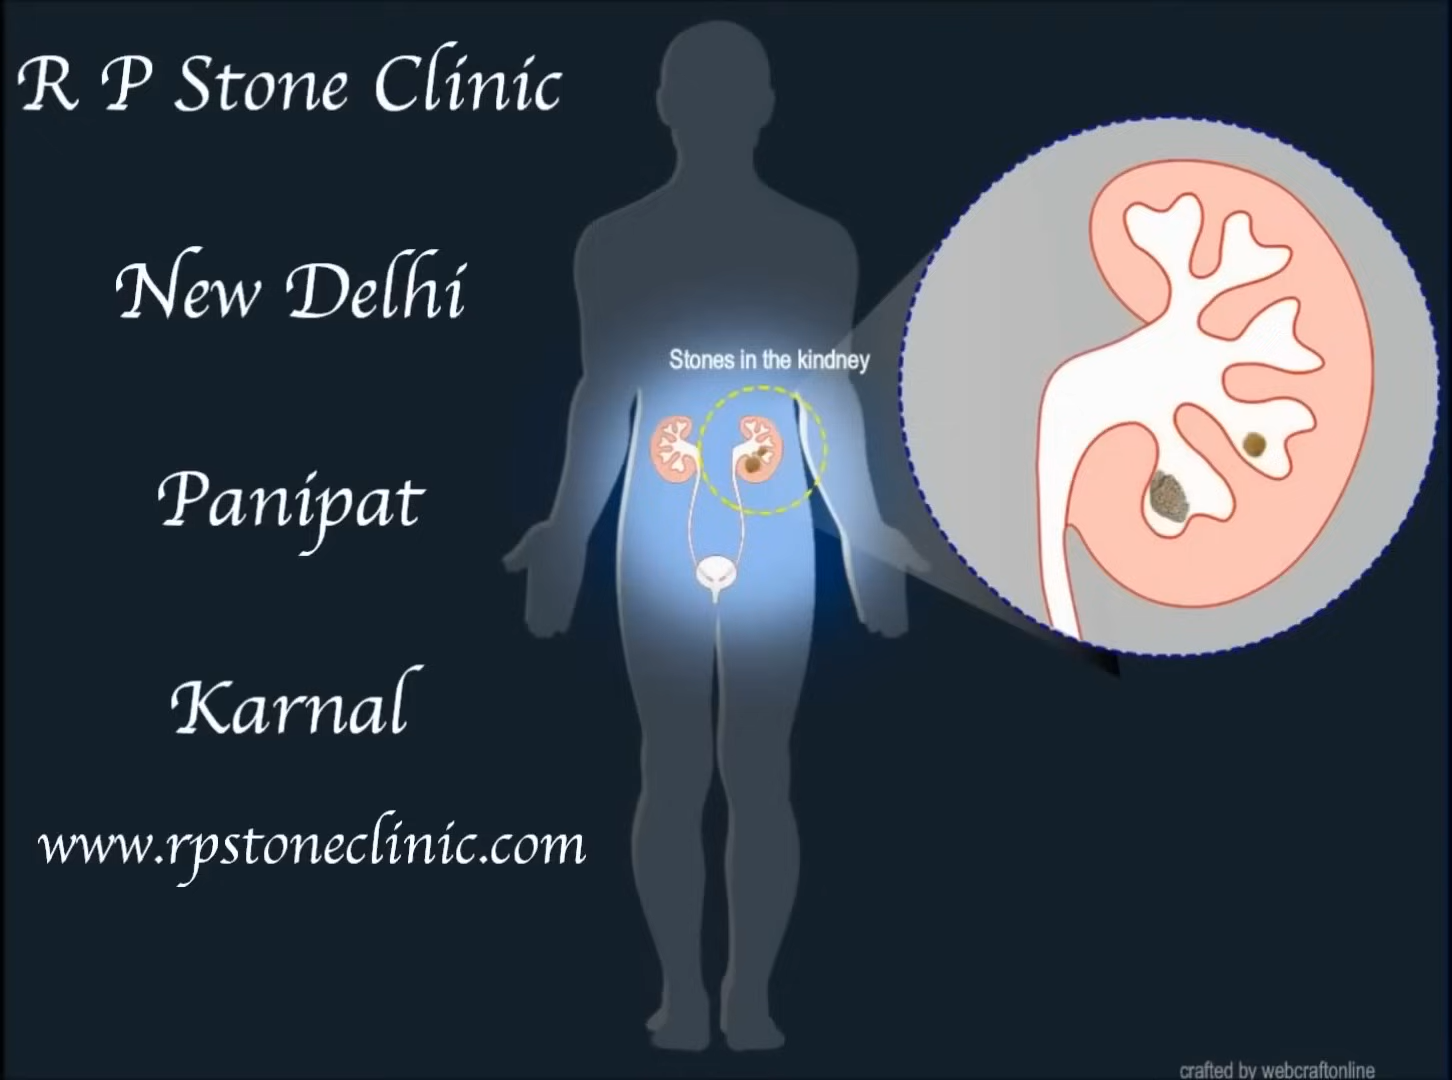 R P Stone Clinic
New Delhi
Stones in the kindney
Panipat
Karnal
www.rpstoneclinic.com
crafted by webcraftonline